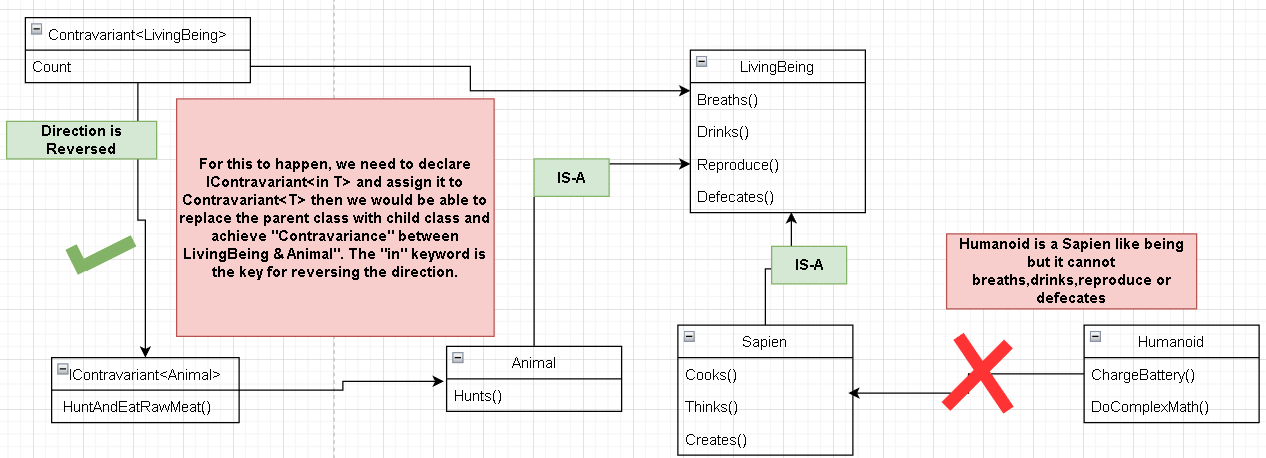 Contravariant<LivingBeing>
Count
Direction is
Reversed
For this to happen, we need to declare
IContravariant<in T> and assign it to
Contravariant<T> then we would be able to
replace the parent class with child class and
achieve "Contravariance" between
LivingBeing & Animal". The "in" keyword is
the key for reversing the direction.
IContravariant<Animal>
HuntAndEatRawMeat()
IS-A
Animal
Hunts()
LivingBeing
Breaths()
Drinks()
Reproduce()
Defecates()
IS-A
Sapien
Cooks()
Thinks()
Creates()
Humanoid is a Sapien like being
but it cannot
breaths,drinks,reproduce or
defecates
Humanoid
ChargeBattery()
DoComplexMath()